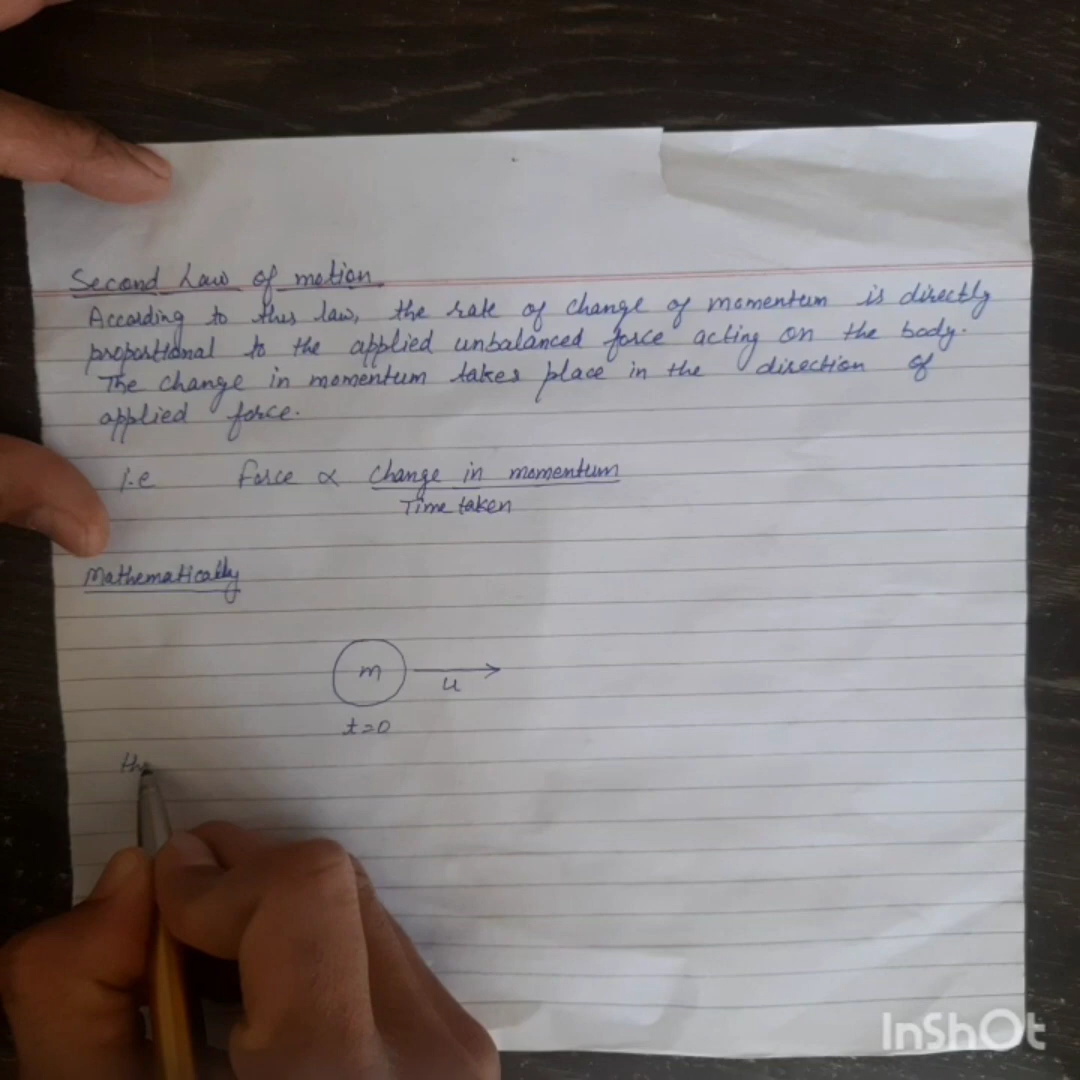 Second Law of motion
According to this law, the rate of change of momentum is directly
proportional to the applied unbalanced force acting on the body.
The change in momentum takes place in the direction of
applied force.
i.e Force ∝ Change in momentum
Time taken
Mathematically
m
u
t=0
InShOt